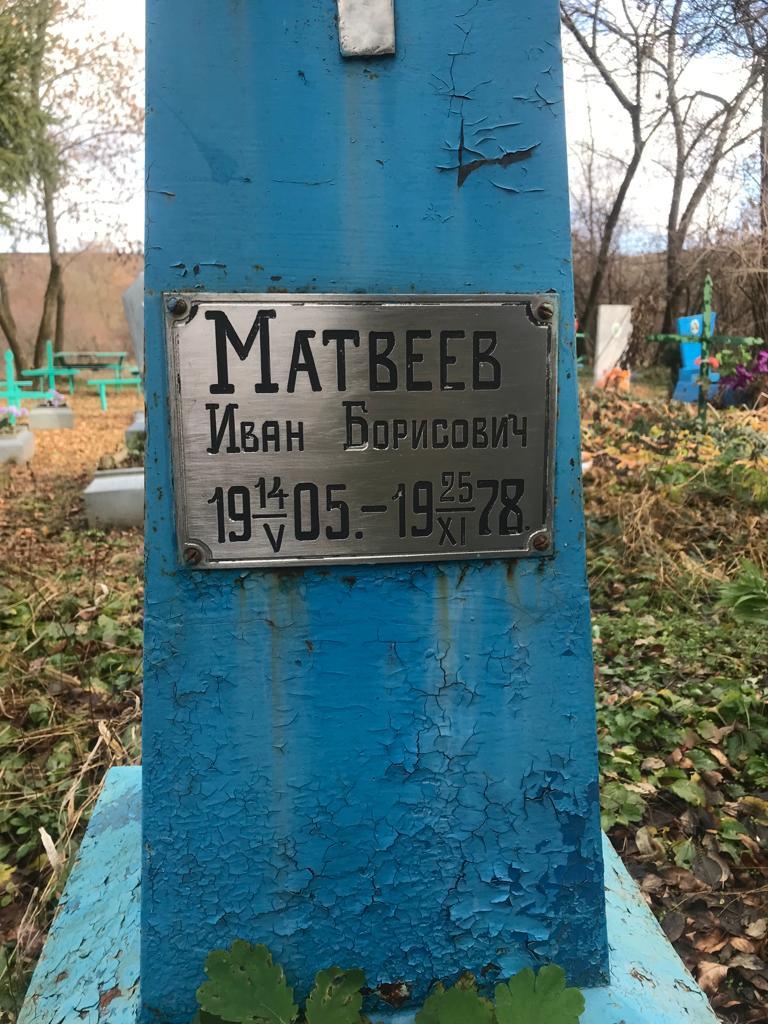 Матвеев
Иван Борисович
19 14/V 05. - 19 25/XI 78.